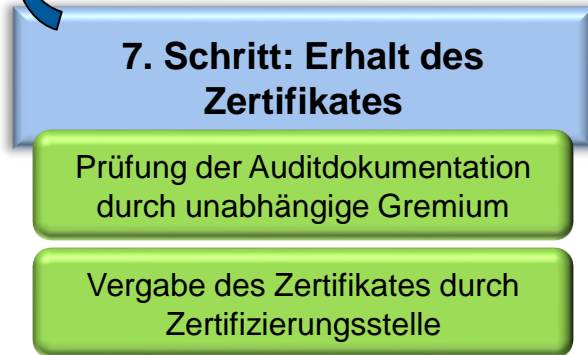 7. Schritt: Erhalt des
Zertifikates
Prüfung der Auditdokumentation
durch unabhängige Gremium
Vergabe des Zertifikates durch
Zertifizierungsstelle